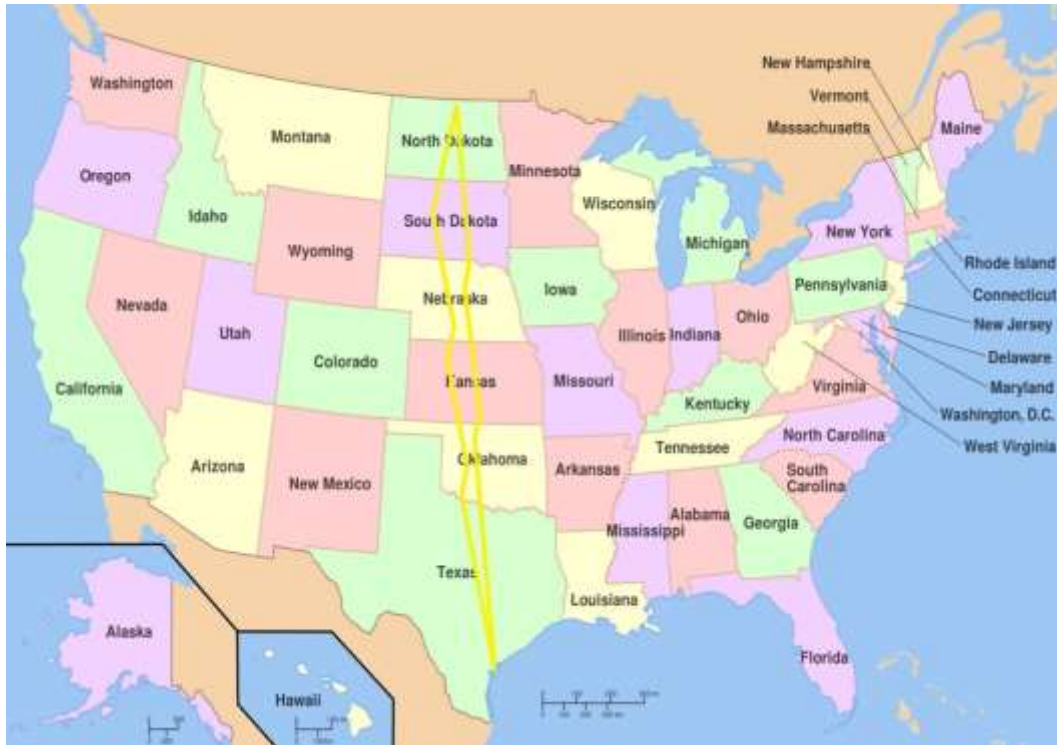 New Hampshire
Vermont
Massachusetts
Washington
Montana
North Dakota
Minnesota
Maine
Oregon
Idaho
Wyoming
South Dakota
Wisconsin
Michigan
New York
Rhode Island
Connecticut
New Jersey
Delaware
Maryland
Washington, D.C.
West Virginia
Nevada
Utah
Colorado
Nebraska
Iowa
Illinois
Indiana
Ohio
Pennsylvania
California
Kansas
Missouri
Kentucky
Virginia
Arizona
New Mexico
Oklahoma
Arkansas
Tennessee
North Carolina
South
Carolina
Texas
Louisiana
Mississippi
Alabama
Georgia
Florida
Alaska
Hawaii